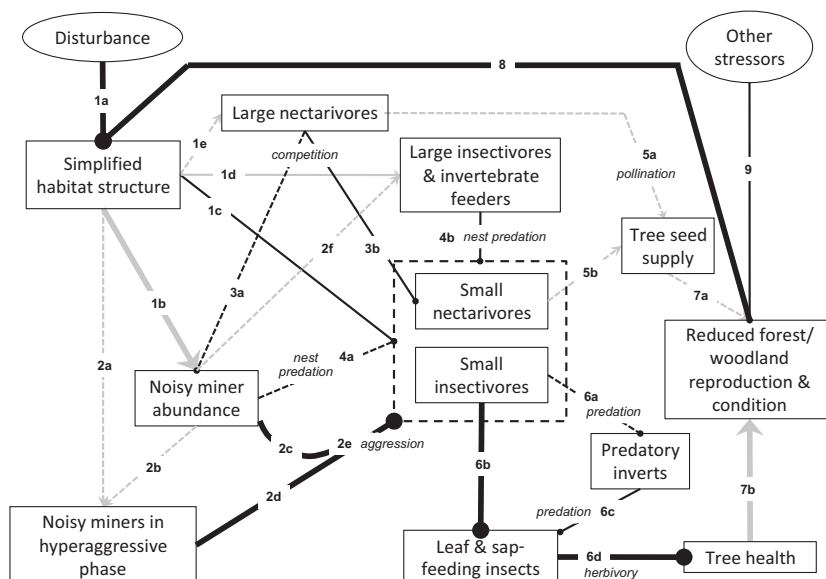 Disturbance
Other
stressors
8
1a
Large nectarivores
1e
Simplified
habitat structure
competition
Large insectivores
& invertebrate
feeders
5a
pollination
1d
9
1c
2f
3b
4b nest predation
Tree seed
supply
5b
3a
Small
nectarivores
7a
1b
Reduced forest/
woodland
reproduction &
condition
nest
predation
4a
Small
insectivores
2a
Noisy miner
abundance
6a
predation
2c
2e aggression
Predatory
inverts
2b
6b
2d
7b
predation 6c
Noisy miners in
hyperaggressive
phase
Leaf & sap-
feeding insects
6d
herbivory
Tree health